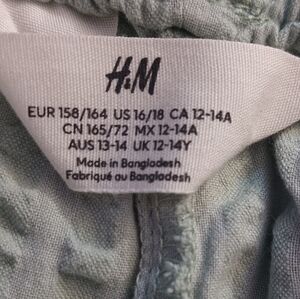 H&M
EUR 158/164 US 16/18 CA 12-14A
CN 165/72 MX 12-14A
AUS 13-14 UK 12-14Y
Made in Bangladesh
Fabriqué au Bangladesh